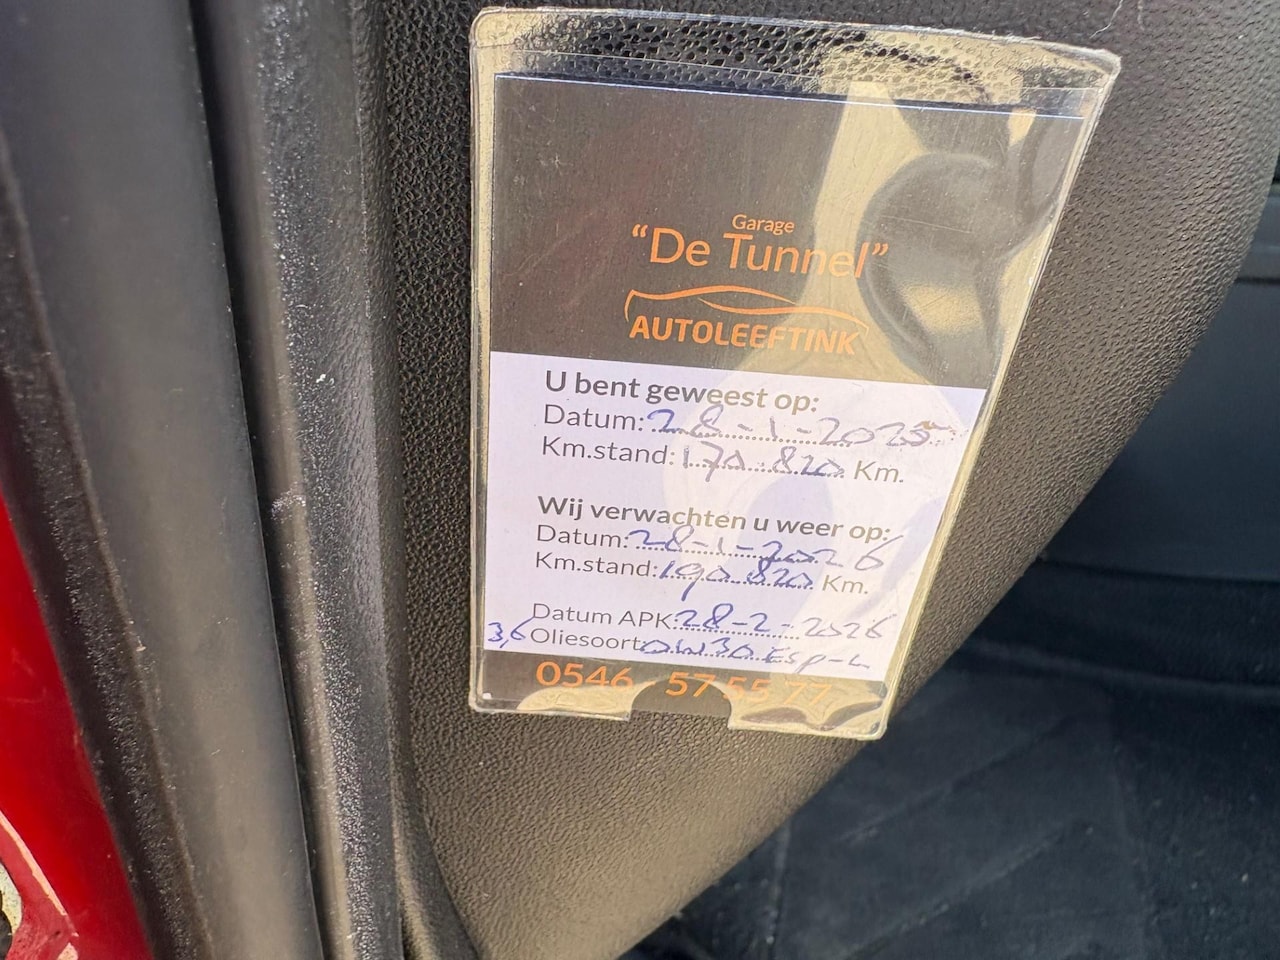 Garage
“De Tunnel”
AUTOLEEFTINK
U bent geweest op:
Datum: 28-1-2025
Km.stand: 170.820 Km.
Wij verwachten u weer op:
Datum: 28-1-2026
Km.stand: 190.820 Km.
Datum APK: 28-2-2026
3,6 Oliesoort: 0W30 ESP-L
0546 57 55 77